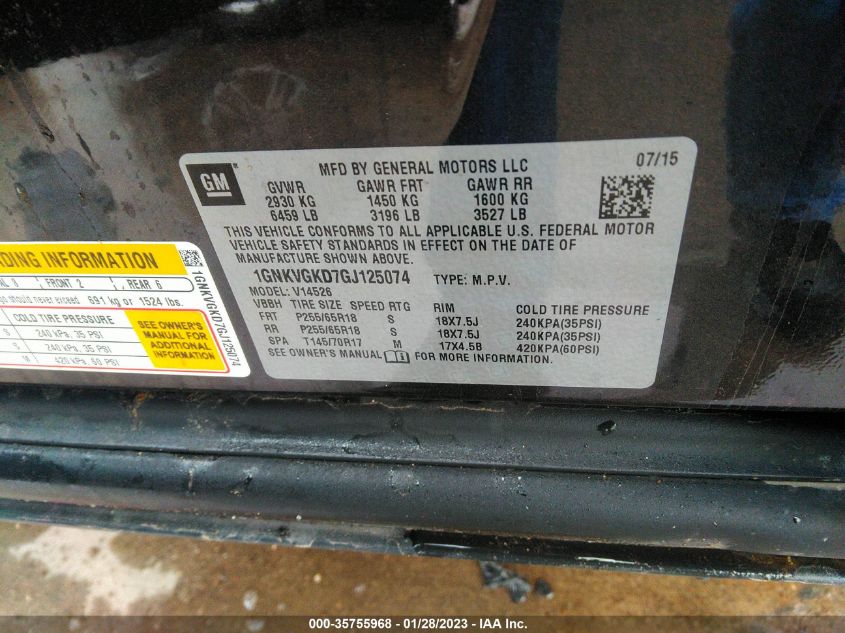 GM
MFD BY GENERAL MOTORS LLC
07/15
GVWR GAWR FRT GAWR RR
2930 KG 1450 KG 1600 KG
6459 LB 3196 LB 3527 LB
THIS VEHICLE CONFORMS TO ALL APPLICABLE U.S. FEDERAL MOTOR
VEHICLE SAFETY STANDARDS IN EFFECT ON THE DATE OF
MANUFACTURE SHOWN ABOVE.
1GNKVGKD7GJ125074 TYPE: M.P.V.
MODEL: V14526
VBBH TIRE SIZE SPEED RTG RIM COLD TIRE PRESSURE
FRT P255/65R18 S 18X7.5J 240KPA(35PSI)
RR P255/65R18 S 18X7.5J 240KPA(35PSI)
SPA T145/70R17 M 17X4.5B 420KPA(60PSI)
SEE OWNER'S MANUAL i FOR MORE INFORMATION
DING INFORMATION
3 FRONT 2 REAR 6
should never exceed 691 kg or 1524 lbs.
COLD TIRE PRESSURE
S 240 kPa, 35 PSI
S 240 kPa, 35 PSI
M 420 kPa, 60 PSI
SEE OWNER'S
MANUAL FOR
ADDITIONAL
INFORMATION
1GNKVGKD7GJ125074
000-35755968 - 01/28/2023 - IAA Inc.